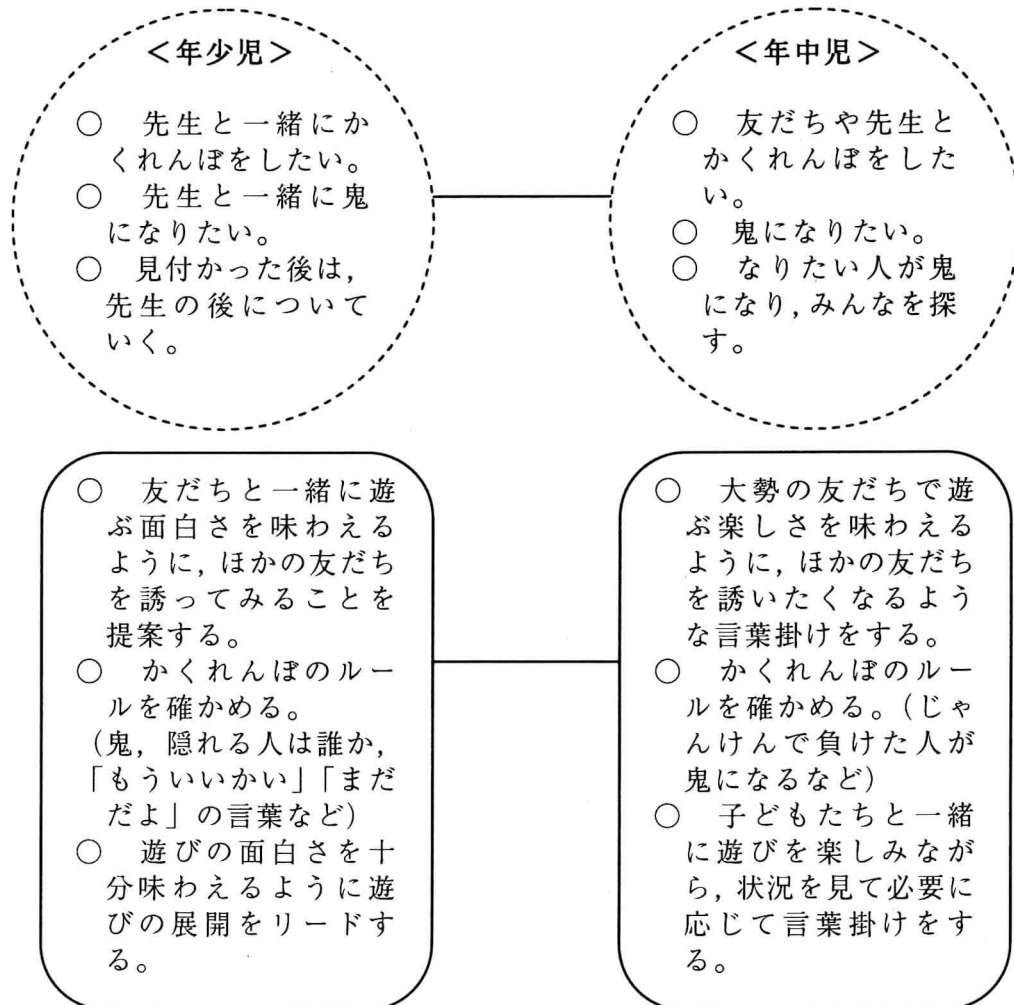 ＜年少児＞
○　先生と一緒にか
くれんぼをしたい。
○　先生と一緒に鬼
になりたい。
○　見付かった後は，
先生の後について
いく。
＜年中児＞
○　友だちや先生と
かくれんぼをした
い。
○　鬼になりたい。
○　なりたい人が鬼
になり，みんなを探
す。
○　友だちと一緒に遊
ぶ面白さを味わえる
ように，ほかの友だち
を誘ってみることを
提案する。
○　かくれんぼのルー
ルを確かめる。
（鬼，隠れる人は誰か，
「もういいかい」「まだ
だよ」の言葉など）
○　遊びの面白さを十
分味わえるように遊
びの展開をリードす
る。
○　大勢の友だちで遊
ぶ楽しさを味わえる
ように，ほかの友だち
を誘いたくなるよう
な言葉掛けをする。
○　かくれんぼのルー
ルを確かめる。（じゃ
んけんで負けた人が
鬼になるなど）
○　子どもたちと一緒
に遊びを楽しみなが
ら，状況を見て必要に
応じて言葉掛けをす
る。